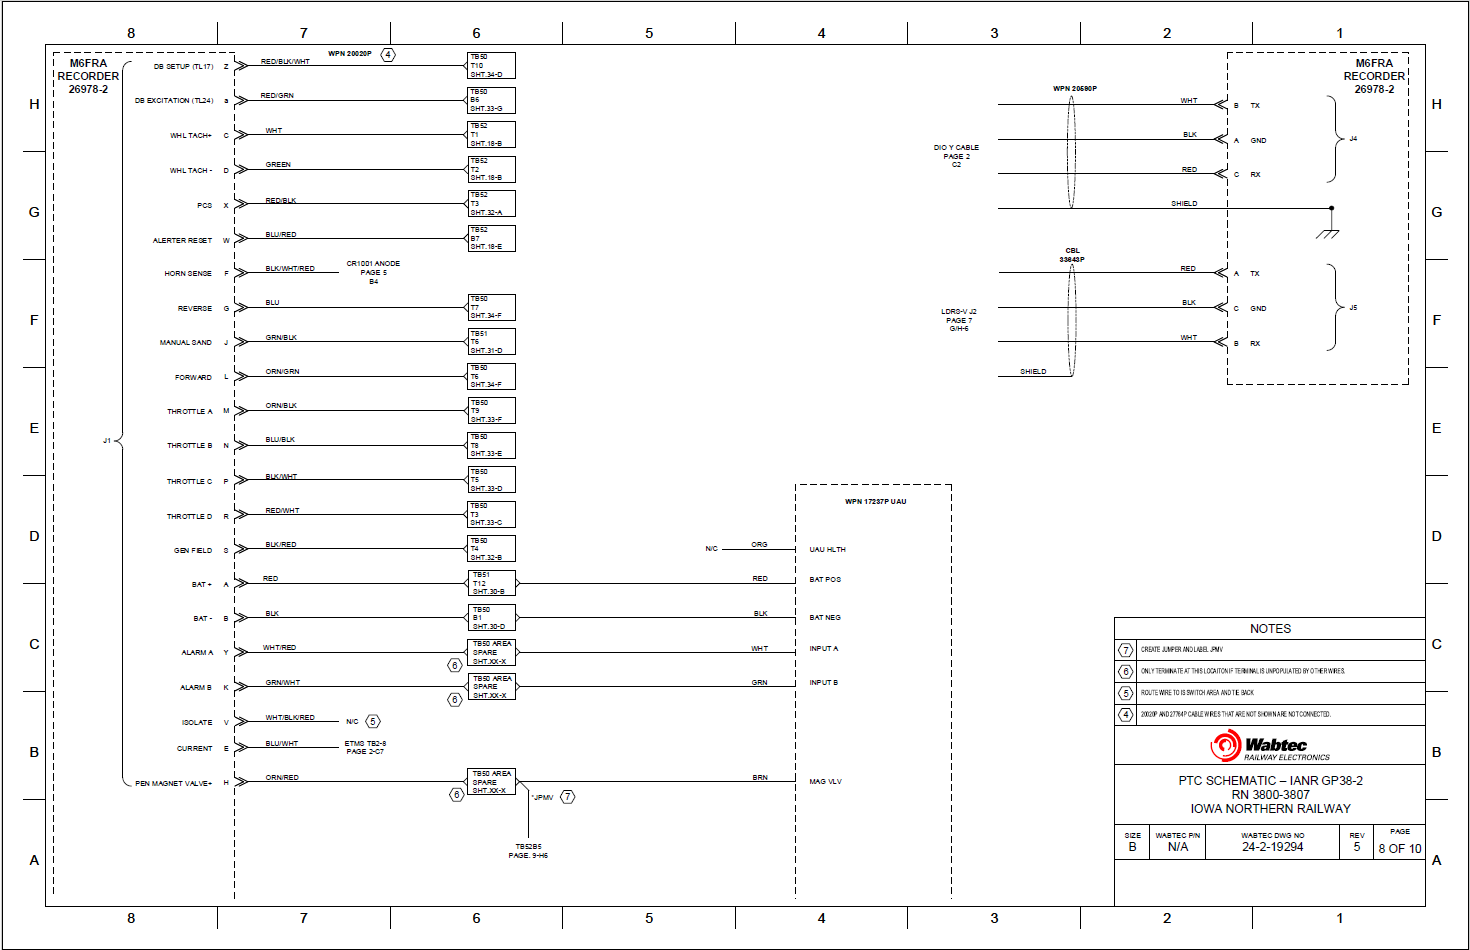 8 7 6 5 4 3 2 1
H
G
F
E
D
C
B
A
M6FRA
RECORDER
26978-2
J1
WPN 20020P 4
DB SETUP (TL17) Z RED/BLK/WHT
TB50
T10
SHT.34-D
DB EXCITATION (TL24) a RED/GRN
TB50
B6
SHT.33-G
WHL TACH+ C WHT
TB52
T1
SHT.18-B
WHL TACH - D GREEN
TB52
T2
SHT.18-B
PCS X RED/BLK
TB52
T3
SHT.32-A
ALERTER RESET W BLU/RED
TB52
B7
SHT.18-E
HORN SENSE F BLK/WHT/RED
CR1001 ANODE
PAGE 5
B4
REVERSE G BLU
TB50
T7
SHT.34-F
MANUAL SAND J GRN/BLK
TB51
T6
SHT.31-D
FORWARD L ORN/GRN
TB50
T6
SHT.34-F
THROTTLE A M ORN/BLK
TB50
T9
SHT.33-F
THROTTLE B N BLU/BLK
TB50
T8
SHT.33-E
THROTTLE C P BLK/WHT
TB50
T5
SHT.33-D
THROTTLE D R RED/WHT
TB50
T3
SHT.33-C
GEN FIELD S BLK/RED
TB50
T4
SHT.32-B
BAT + A RED
TB51
T12
SHT.30-B
RED BAT POS
BAT - B BLK
TB50
B1
SHT.30-D
BLK BAT NEG
ALARM A Y WHT/RED
TB50 AREA
SPARE
SHT.XX-X
6
WHT INPUT A
ALARM B K GRN/WHT
TB50 AREA
SPARE
SHT.XX-X
6
GRN INPUT B
ISOLATE V WHT/BLK/RED N/C 5
CURRENT E BLU/WHT
ETMS TB2-8
PAGE 2-C7
PEN MAGNET VALVE+ H ORN/RED
TB50 AREA
SPARE
SHT.XX-X
6
BRN MAG VLV
*JPMV 7
TB52B5
PAGE. 9-H6
WPN 17237P UAU
N/C ORG UAU HLTH
M6FRA
RECORDER
26978-2
WPN 20590P
DIO Y CABLE
PAGE 2
C2
WHT B TX
BLK A GND
RED C RX
J4
SHIELD
CBL
33643P
LDRS-V J2
PAGE 7
G/H-6
RED A TX
BLK C GND
WHT B RX
J5
SHIELD
NOTES
7 CREATE JUMPER AND LABEL JPMV
6 ONLY TERMINATE AT THIS LOCAITON IF TERMINAL IS UNPOPULATED BY OTHER WIRES.
5 ROUTE WIRE TO IS SWITCH AREA AND TIE BACK
4 20020P AND 27764P CABLE WIRES THAT ARE NOT SHOWN ARE NOT CONNECTED.
Wabtec
RAILWAY ELECTRONICS
PTC SCHEMATIC – IANR GP38-2
RN 3800-3807
IOWA NORTHERN RAILWAY
SIZE WABTEC P/N WABTEC DWG NO REV PAGE
B N/A 24-2-19294 5 8 OF 10
H
G
F
E
D
C
B
A
8 7 6 5 4 3 2 1